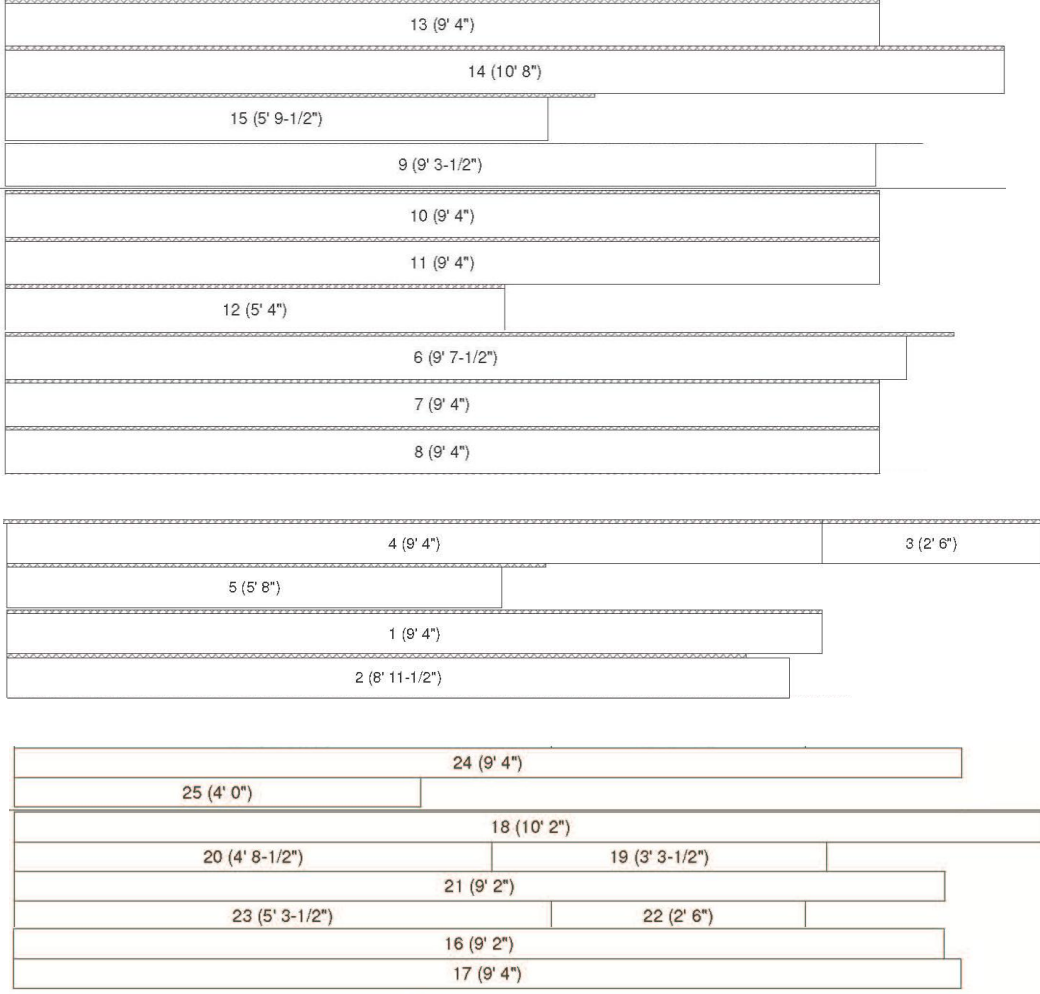 13 (9' 4")
14 (10' 8")
15 (5' 9-1/2")
9 (9' 3-1/2")
10 (9' 4")
11 (9' 4")
12 (5' 4")
6 (9' 7-1/2")
7 (9' 4")
8 (9' 4")
4 (9' 4") 3 (2' 6")
5 (5' 8")
1 (9' 4")
2 (8' 11-1/2")
24 (9' 4")
25 (4' 0")
18 (10' 2")
20 (4' 8-1/2") 19 (3' 3-1/2")
21 (9' 2")
23 (5' 3-1/2") 22 (2' 6")
16 (9' 2")
17 (9' 4")